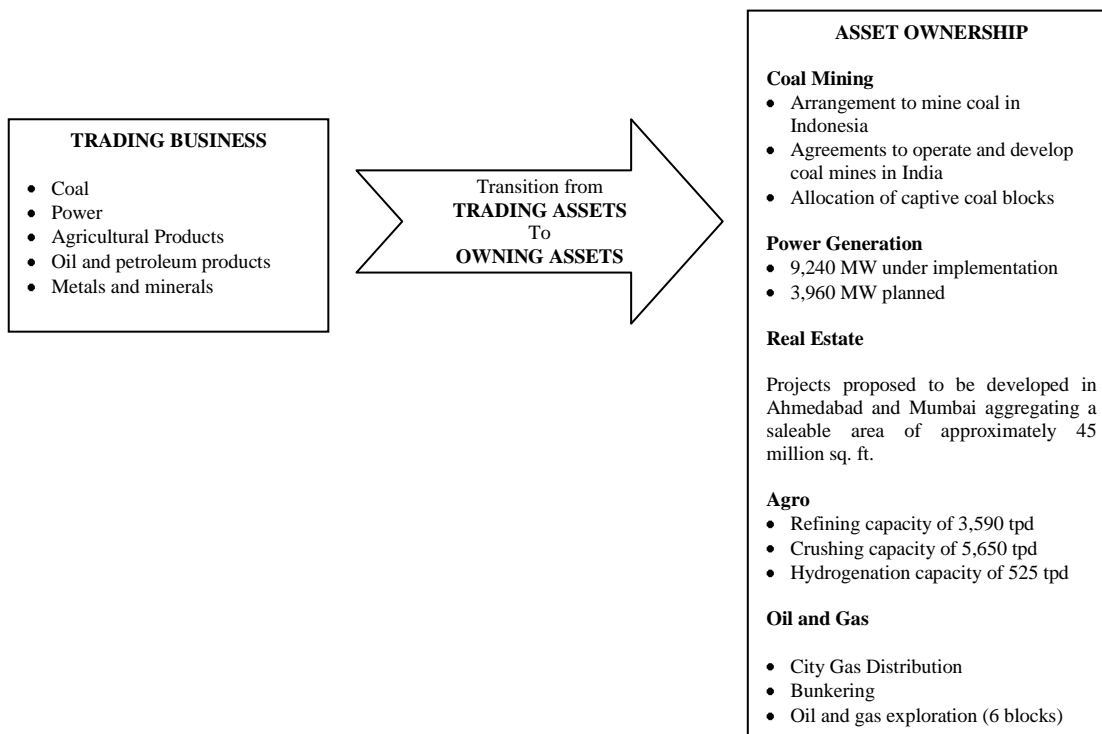 TRADING BUSINESS
• Coal
• Power
• Agricultural Products
• Oil and petroleum products
• Metals and minerals
Transition from
TRADING ASSETS
To
OWNING ASSETS
ASSET OWNERSHIP
Coal Mining
• Arrangement to mine coal in
Indonesia
• Agreements to operate and develop
coal mines in India
• Allocation of captive coal blocks
Power Generation
• 9,240 MW under implementation
• 3,960 MW planned
Real Estate
Projects proposed to be developed in
Ahmedabad and Mumbai aggregating a
saleable area of approximately 45
million sq. ft.
Agro
• Refining capacity of 3,590 tpd
• Crushing capacity of 5,650 tpd
• Hydrogenation capacity of 525 tpd
Oil and Gas
• City Gas Distribution
• Bunkering
• Oil and gas exploration (6 blocks)